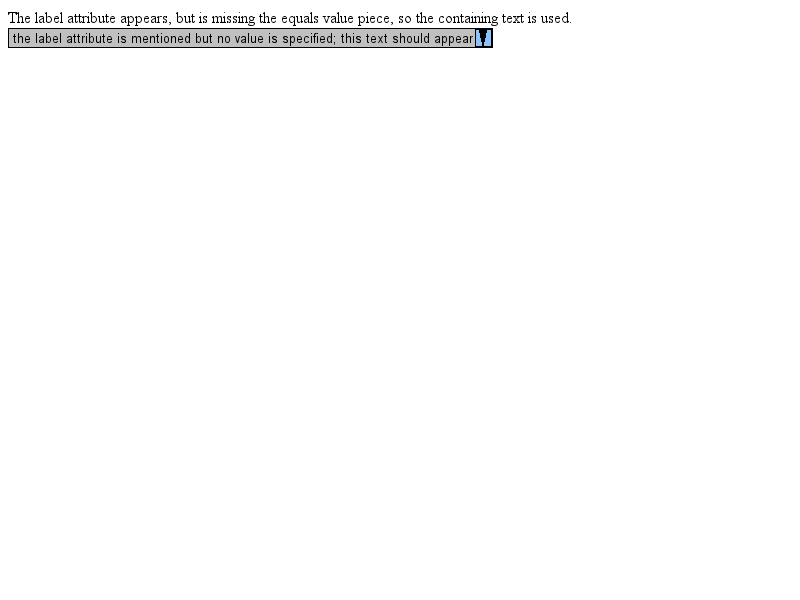 The label attribute appears, but is missing the equals value piece, so the containing text is used.
the label attribute is mentioned but no value is specified; this text should appear